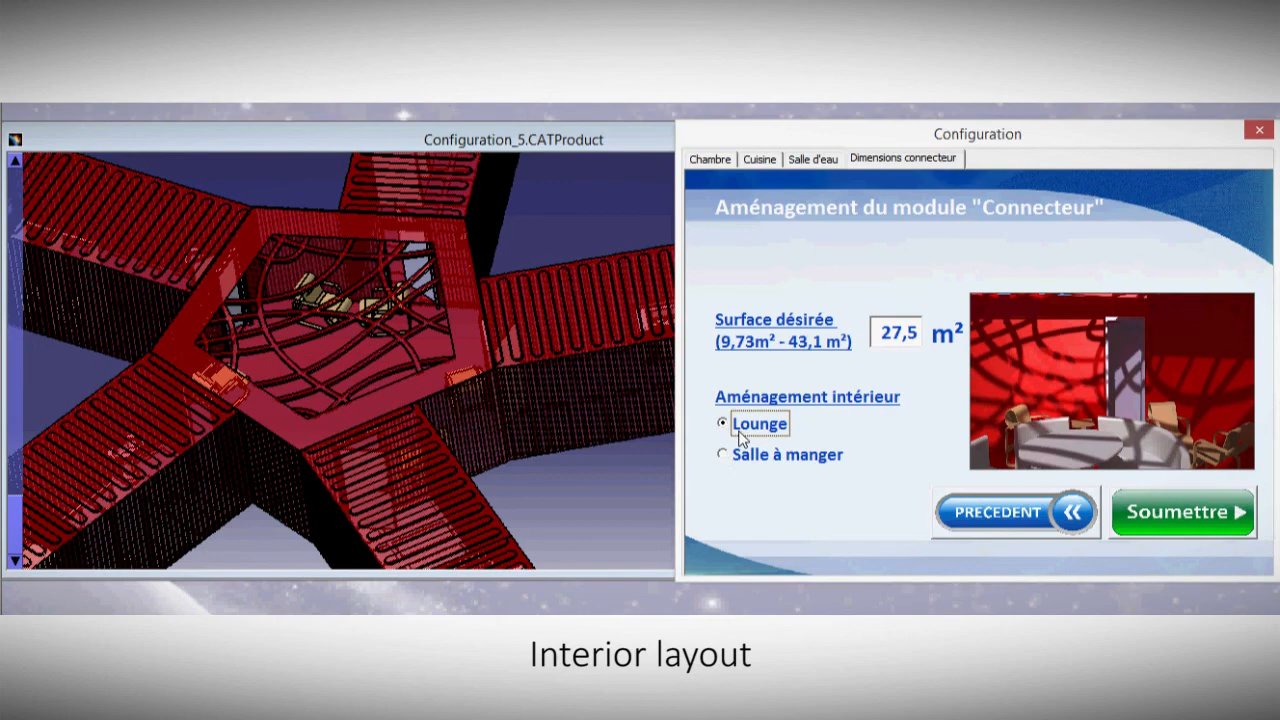 Configuration_5.CATProduct
Configuration
Chambre
Cuisine
Salle d'eau
Dimensions connecteur
Aménagement du module "Connecteur"
Surface désirée
(9,73m² - 43,1 m²)
27,5 m²
Aménagement intérieur
Lounge
Salle à manger
PRECEDENT
Soumettre
Interior layout